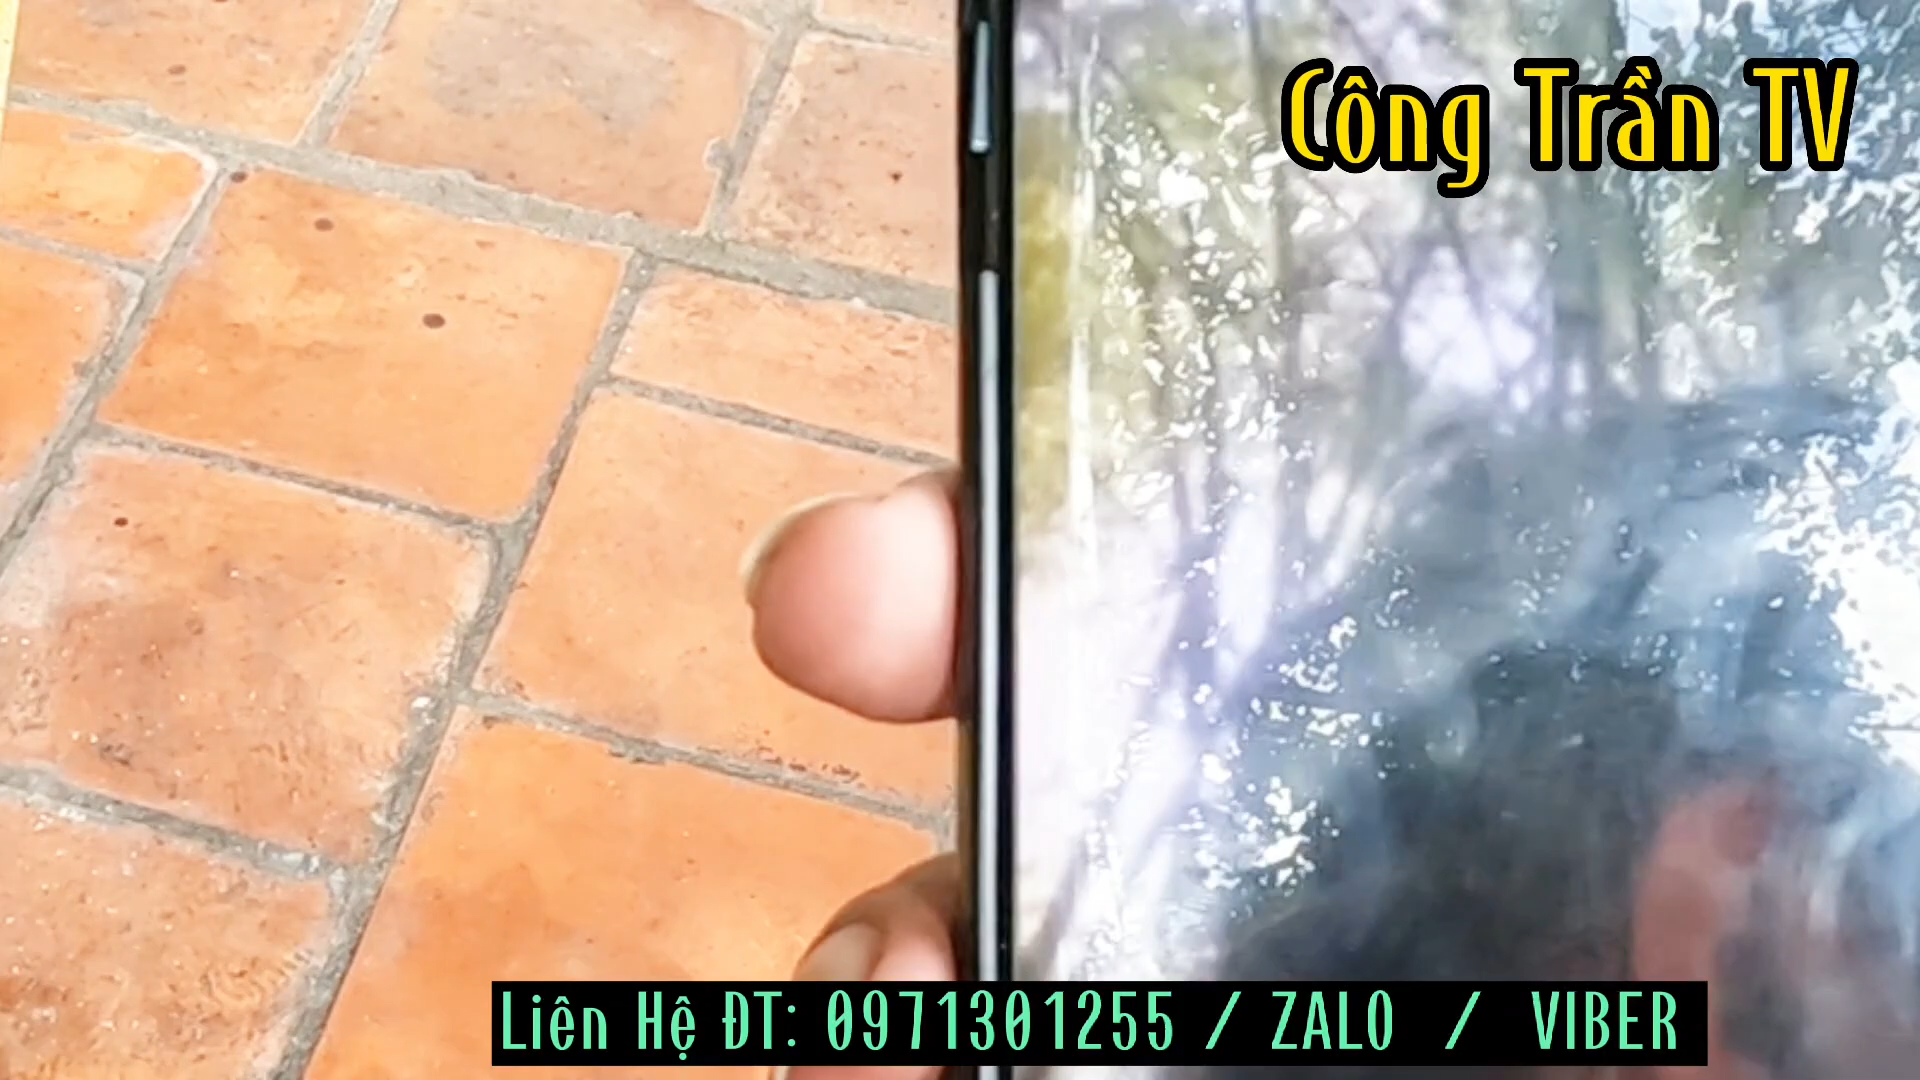 Công Trần TV
Liên Hệ ĐT: 0971301255 / ZALO / VIBER